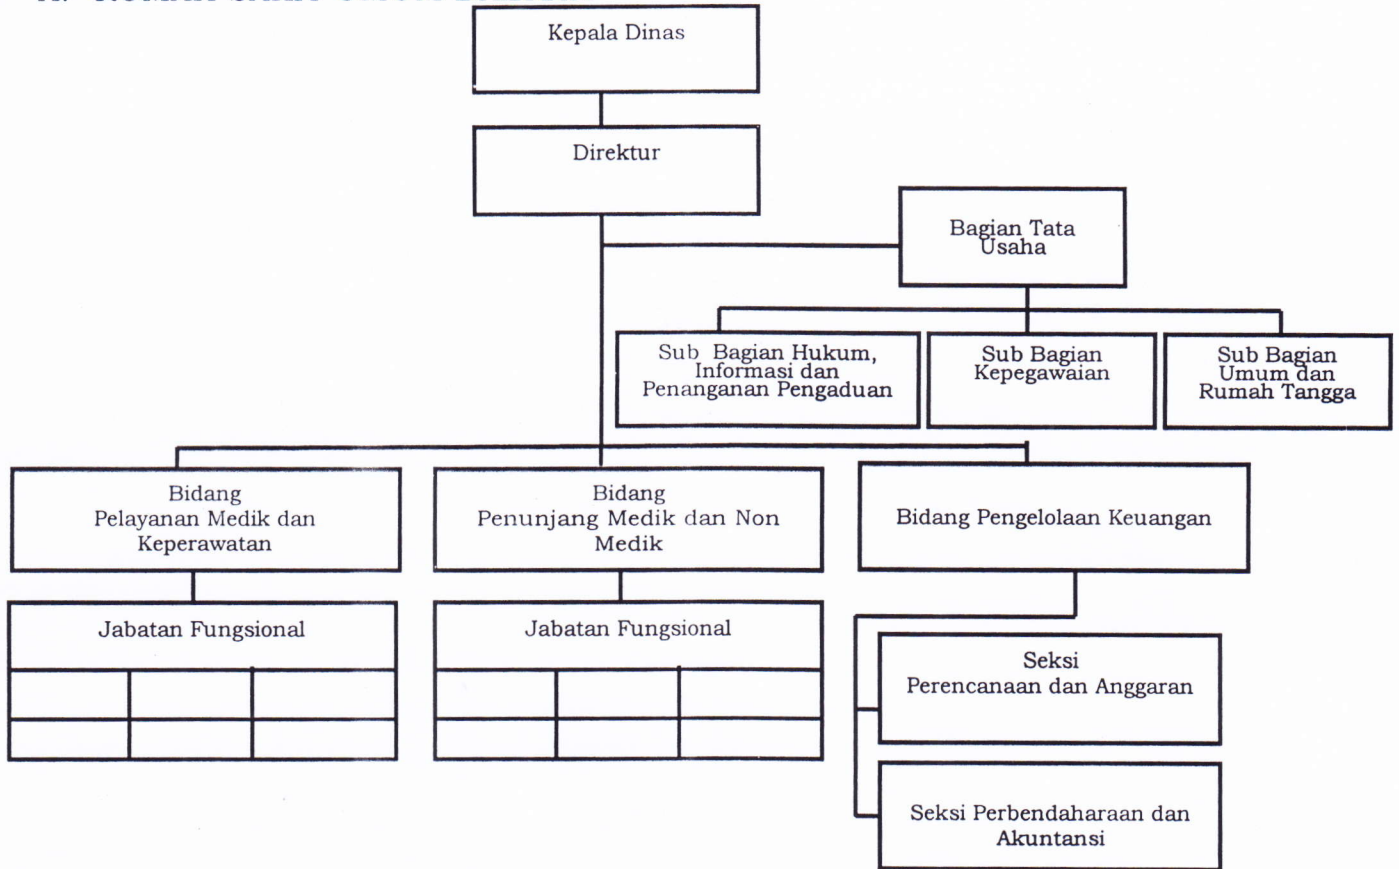 Kepala Dinas
Direktur
Bagian Tata
Usaha
Sub Bagian Hukum,
Informasi dan
Penanganan Pengaduan
Sub Bagian
Kepegawaian
Sub Bagian
Umum dan
Rumah Tangga
Bidang
Pelayanan Medik dan
Keperawatan
Bidang
Penunjang Medik dan Non
Medik
Bidang Pengelolaan Keuangan
Jabatan Fungsional
Jabatan Fungsional
Seksi
Perencanaan dan Anggaran
Seksi Perbendaharaan dan
Akuntansi